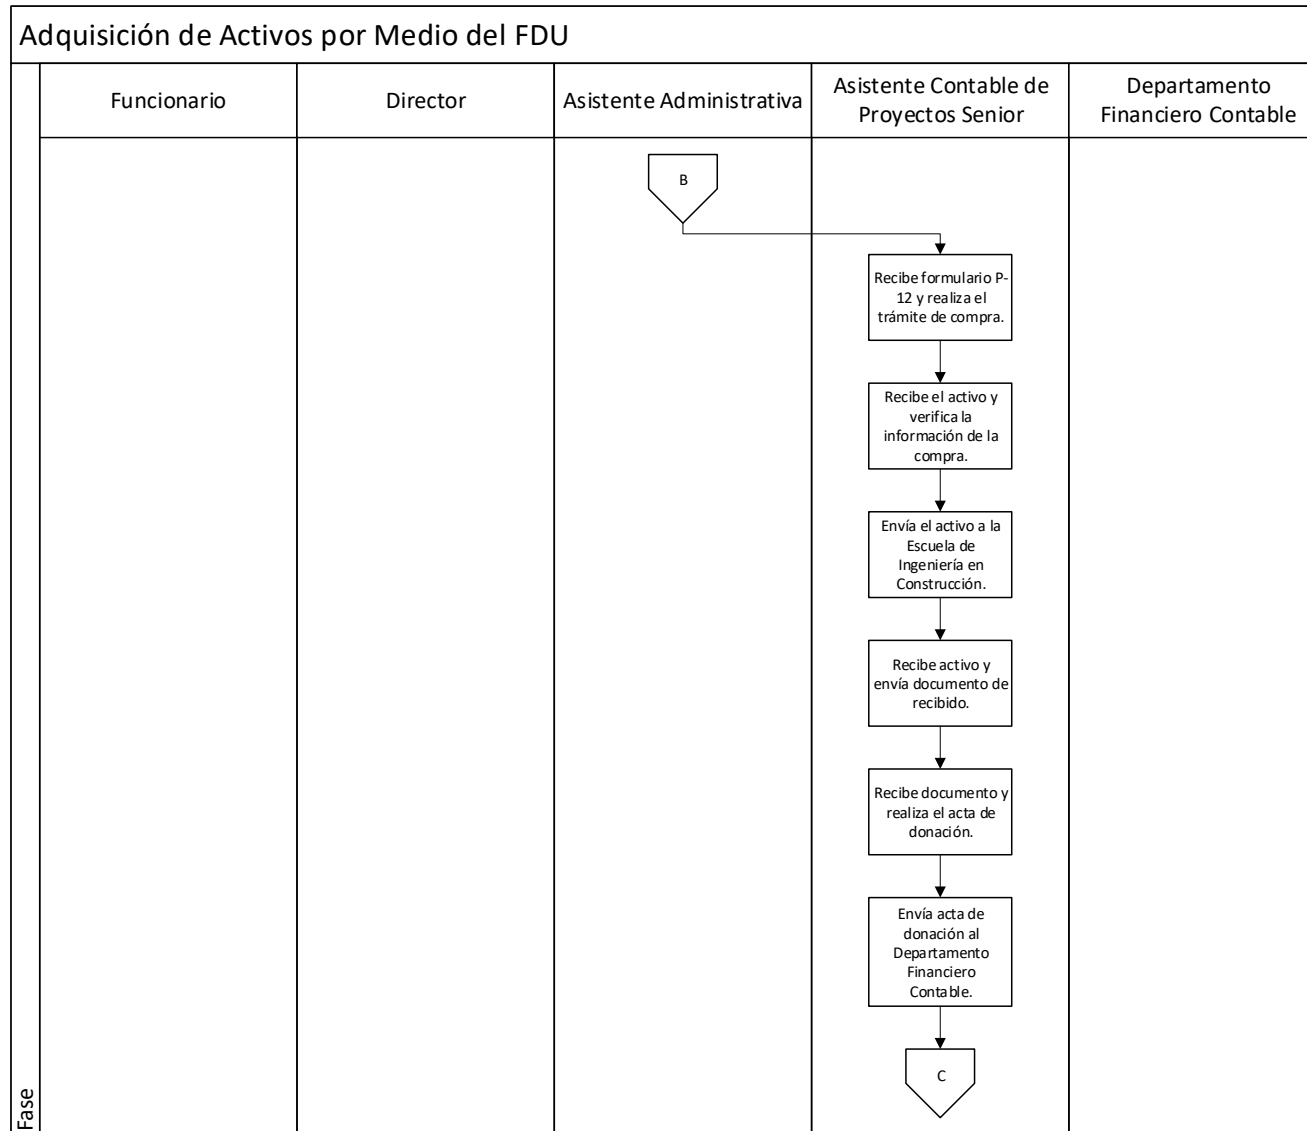 Adquisición de Activos por Medio del FDU
Funcionario
Director
Asistente Administrativa
Asistente Contable de
Proyectos Senior
Departamento
Financiero Contable
B
Recibe formulario P-
12 y realiza el
trámite de compra.
Recibe el activo y
verifica la
información de la
compra.
Envía el activo a la
Escuela de
Ingeniería en
Construcción.
Recibe activo y
envía documento de
recibido.
Recibe documento y
realiza el acta de
donación.
Envía acta de
donación al
Departamento
Financiero
Contable.
C
Fase